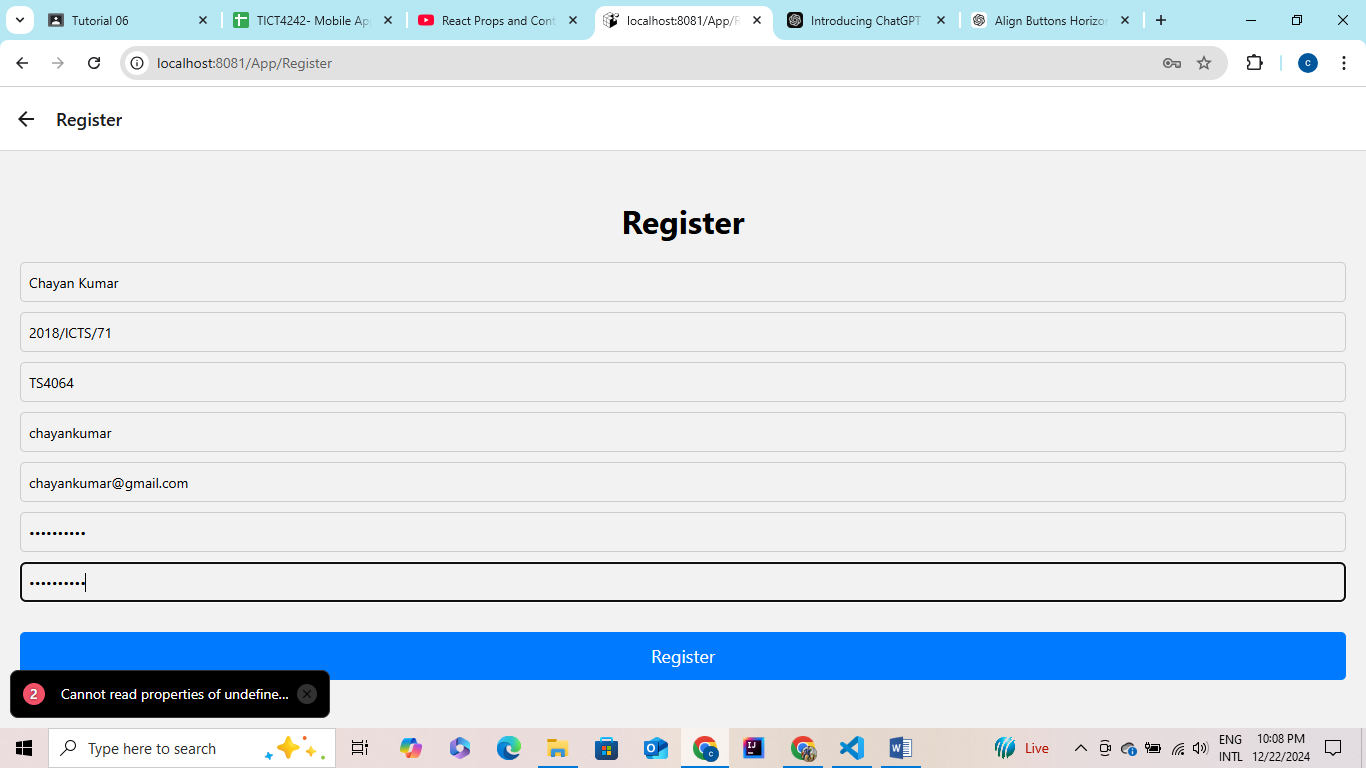 Tutorial 06
TICT4242- Mobile Ap
React Props and Cont
localhost:8081/App/R
Introducing ChatGPT
Align Buttons Horizo
localhost:8081/App/Register
c
Register
Register
Chayan Kumar
2018/ICTS/71
TS4064
chayankumar
chayankumar@gmail.com
Register
2 Cannot read properties of undefine...
Type here to search
Live
ENG
INTL
10:08 PM
12/22/2024